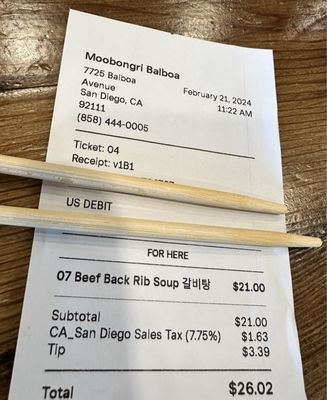 Moobongri Balboa
7725 Balboa
Avenue
San Diego, CA
92111
(858) 444-0005
February 21, 2024
11:22 AM
Ticket: 04
Receipt: v1B1
US DEBIT
FOR HERE
07 Beef Back Rib Soup 갈비탕 $21.00
Subtotal $21.00
CA_San Diego Sales Tax (7.75%) $1.63
Tip $3.39
Total $26.02